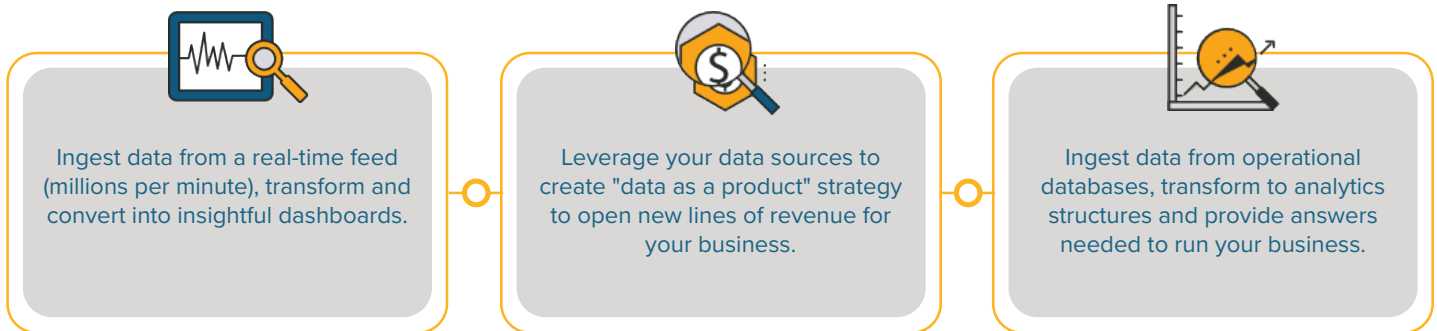 Ingest data from a real-time feed
(millions per minute), transform and
convert into insightful dashboards.
Leverage your data sources to
create "data as a product" strategy
to open new lines of revenue for
your business.
Ingest data from operational
databases, transform to analytics
structures and provide answers
needed to run your business.